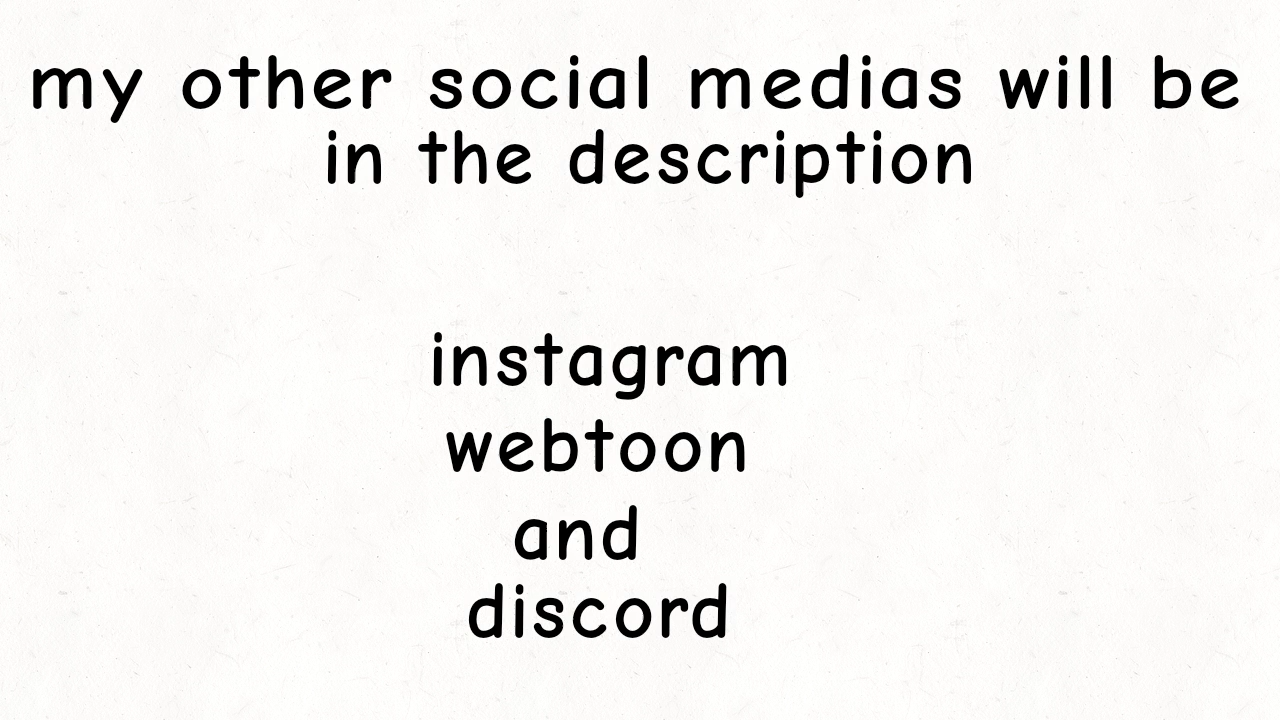 my other social medias will be
in the description
instagram
webtoon
and
discord